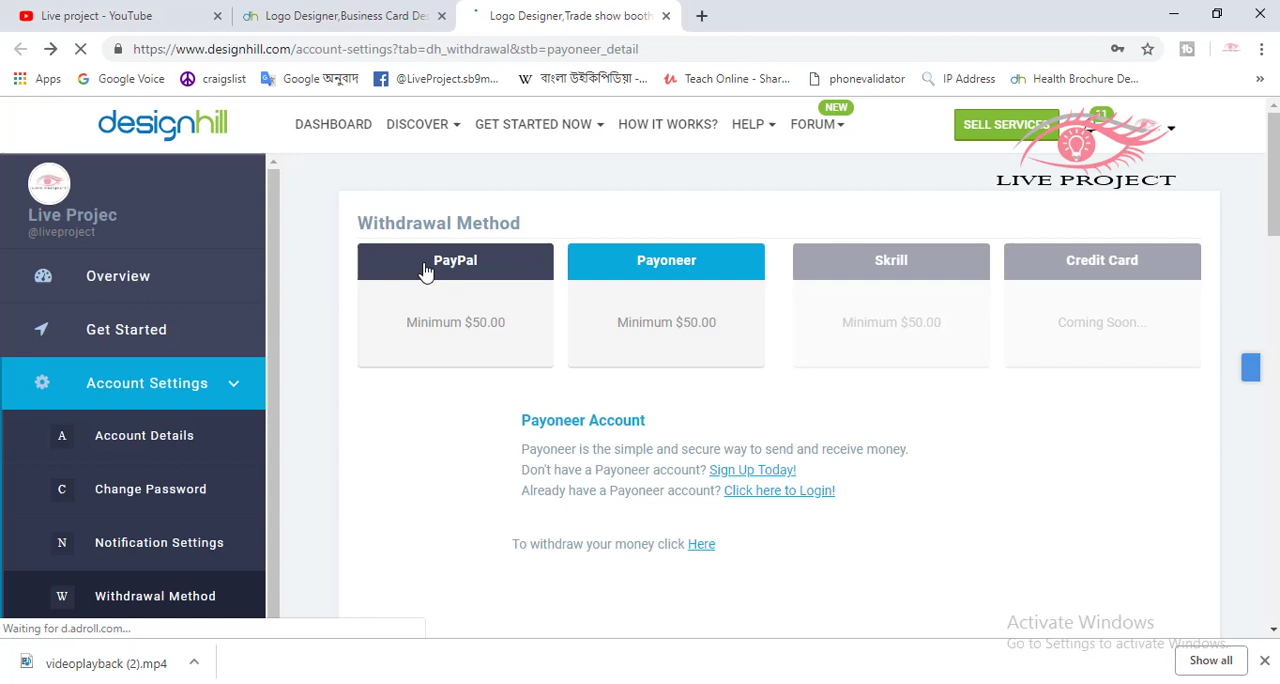 Live project - YouTube
Logo Designer,Business Card Des
Logo Designer,Trade show booth
https://www.designhill.com/account-settings?tab=dh_withdrawal&stb=payoneer_detail
Apps
Google Voice
craigslist
Google অনুবাদ
@LiveProject.sb9m...
বাংলা উইকিপিডিয়া -...
Teach Online - Shar...
phonevalidator
IP Address
Health Brochure De...
designhill
DASHBOARD
DISCOVER
GET STARTED NOW
HOW IT WORKS?
HELP
FORUM
NEW
SELL SERVICES
11
LIVE PROJECT
Live Projec
@liveproject
Overview
Get Started
Account Settings
A Account Details
C Change Password
N Notification Settings
W Withdrawal Method
Withdrawal Method
PayPal
Minimum $50.00
Payoneer
Minimum $50.00
Skrill
Minimum $50.00
Credit Card
Coming Soon...
Payoneer Account
Payoneer is the simple and secure way to send and receive money.
Don't have a Payoneer account? Sign Up Today!
Already have a Payoneer account? Click here to Login!
To withdraw your money click Here
Activate Windows
Go to Settings to activate Windows.
Waiting for d.adroll.com...
videoplayback (2).mp4
Show all